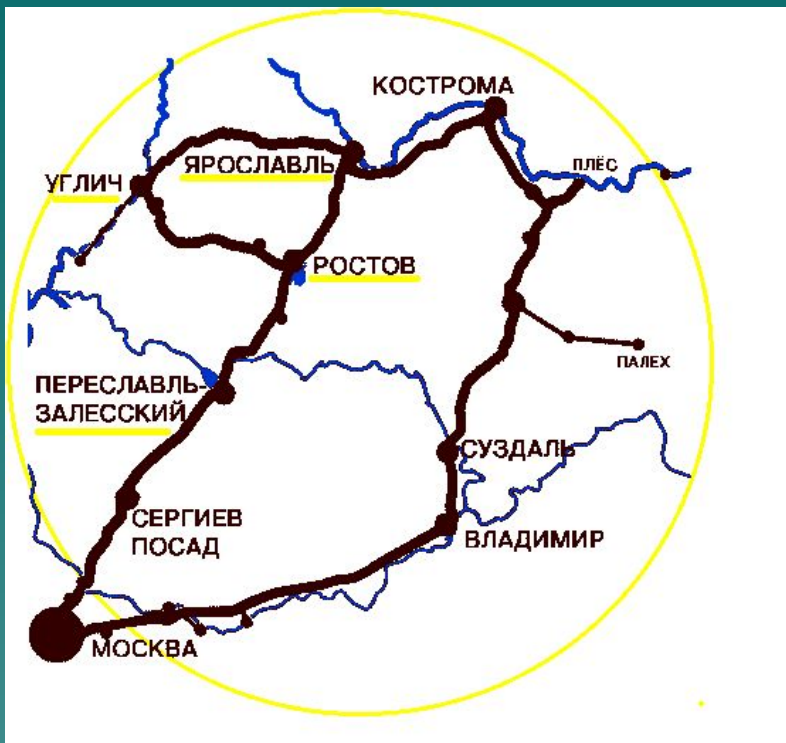 КОСТРОМА
ПЛЁС
ЯРОСЛАВЛЬ
УГЛИЧ
РОСТОВ
ПАЛЕХ
ПЕРЕСЛАВЛЬ-
ЗАЛЕССКИЙ
СУЗДАЛЬ
СЕРГИЕВ
ПОСАД
ВЛАДИМИР
МОСКВА